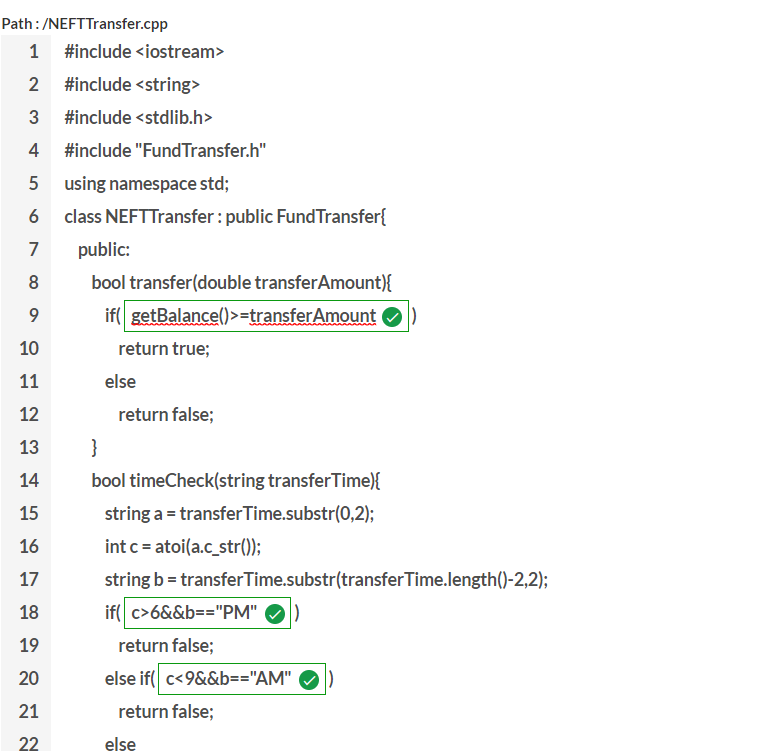 Path : /NEFTTransfer.cpp
1 #include <iostream>
2 #include <string>
3 #include <stdlib.h>
4 #include "FundTransfer.h"
5 using namespace std;
6 class NEFTTransfer : public FundTransfer{
7 public:
8 bool transfer(double transferAmount){
9 if( getBalance()>=transferAmount )
10 return true;
11 else
12 return false;
13 }
14 bool timeCheck(string transferTime){
15 string a = transferTime.substr(0,2);
16 int c = atoi(a.c_str());
17 string b = transferTime.substr(transferTime.length()-2,2);
18 if( c>6&&b=="PM" )
19 return false;
20 else if( c<9&&b=="AM" )
21 return false;
22 else